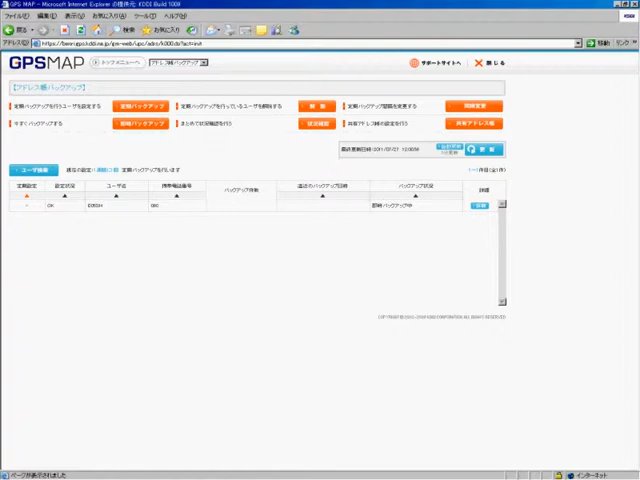 GPS MAP - Microsoft Internet Explorer の提供元: KDDI Build 1009
ファイル(F) 編集(E) 表示(V) お気に入り(A) ツール(T) ヘルプ(H)
戻る 検索 お気に入り
アドレス(D) 移動 リンク
GPSMAP トップメニューへ アドレス帳バックアップ サポートサイトへ 閉じる
【アドレス帳バックアップ】
定期バックアップを行うユーザを設定する 定期バックアップ 定期バックアップを行っているユーザを解除する 解除 定期バックアップ間隔を変更する 間隔変更
今すぐバックアップする 即時バックアップ まとめて状況確認を行う 状況確認 共有アドレス帳の設定を行う 共有アドレス帳
最終更新日時:2011/07/27 12:00:56 更新
ユーザ検索 現在の設定: 定期バックアップを行います
定期設定 設定状況 ユーザ名 携帯電話番号 バックアップ件数 直近のバックアップ日時 バックアップ状況 詳細
- OK 080 即時バックアップ中 詳細
ページが表示されました インターネット